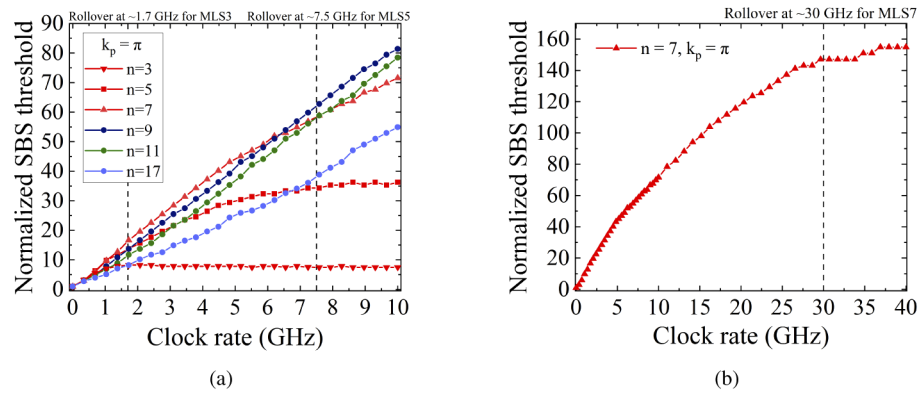 Rollover at ~1.7 GHz for MLS3 Rollover at ~7.5 GHz for MLS5
90
80
70
60
50
40
30
20
10
0
Normalized SBS threshold
kp = π
n=3
n=5
n=7
n=9
n=11
n=17
0 1 2 3 4 5 6 7 8 9 10
Clock rate (GHz)
(a)
Rollover at ~30 GHz for MLS7
160
140
120
100
80
60
40
20
0
Normalized SBS threshold
n = 7, kp = π
0 5 10 15 20 25 30 35 40
Clock rate (GHz)
(b)